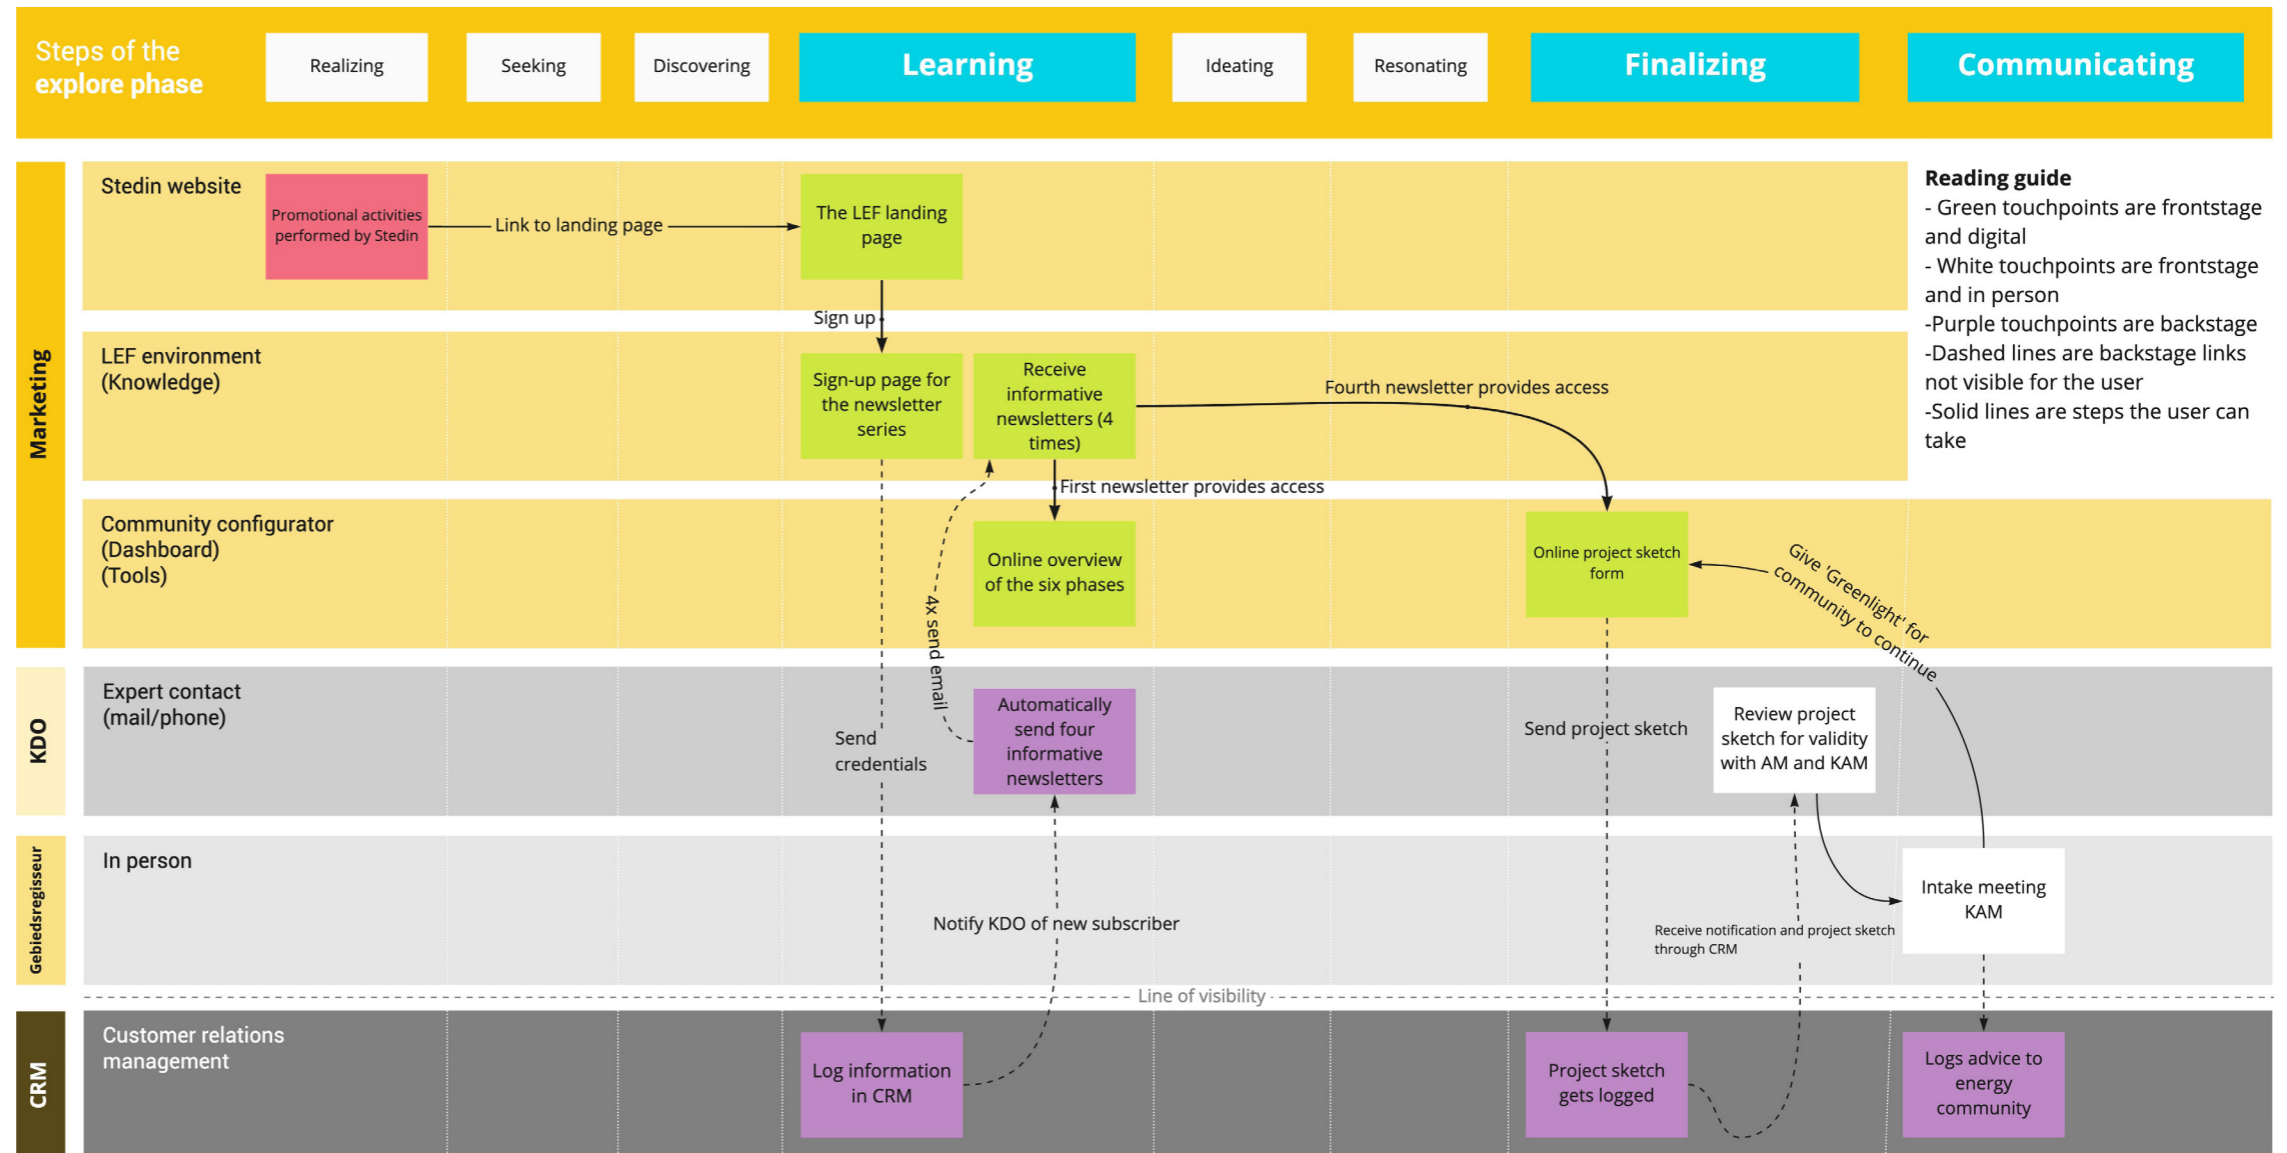 Steps of the
explore phase
Realizing
Seeking
Discovering
Learning
Ideating
Resonating
Finalizing
Communicating
Marketing
Stedin website
Promotional activities
performed by Stedin
Link to landing page
The LEF landing
page
Reading guide
- Green touchpoints are frontstage
and digital
- White touchpoints are frontstage
and in person
-Purple touchpoints are backstage
-Dashed lines are backstage links
not visible for the user
-Solid lines are steps the user can
take
Sign up
LEF environment
(Knowledge)
Sign-up page for
the newsletter
series
Receive
informative
newsletters (4
times)
Fourth newsletter provides access
First newsletter provides access
Community configurator
(Dashboard)
(Tools)
Online overview
of the six phases
Online project sketch
form
Give 'Greenlight' for
community to continue
4x send email
KDO
Expert contact
(mail/phone)
Send
credentials
Automatically
send four
informative
newsletters
Send project sketch
Review project
sketch for validity
with AM and KAM
Gebiedsregisseur
In person
Notify KDO of new subscriber
Receive notification and project sketch
through CRM
Intake meeting
KAM
Line of visibility
CRM
Customer relations
management
Log information
in CRM
Project sketch
gets logged
Logs advice to
energy
community